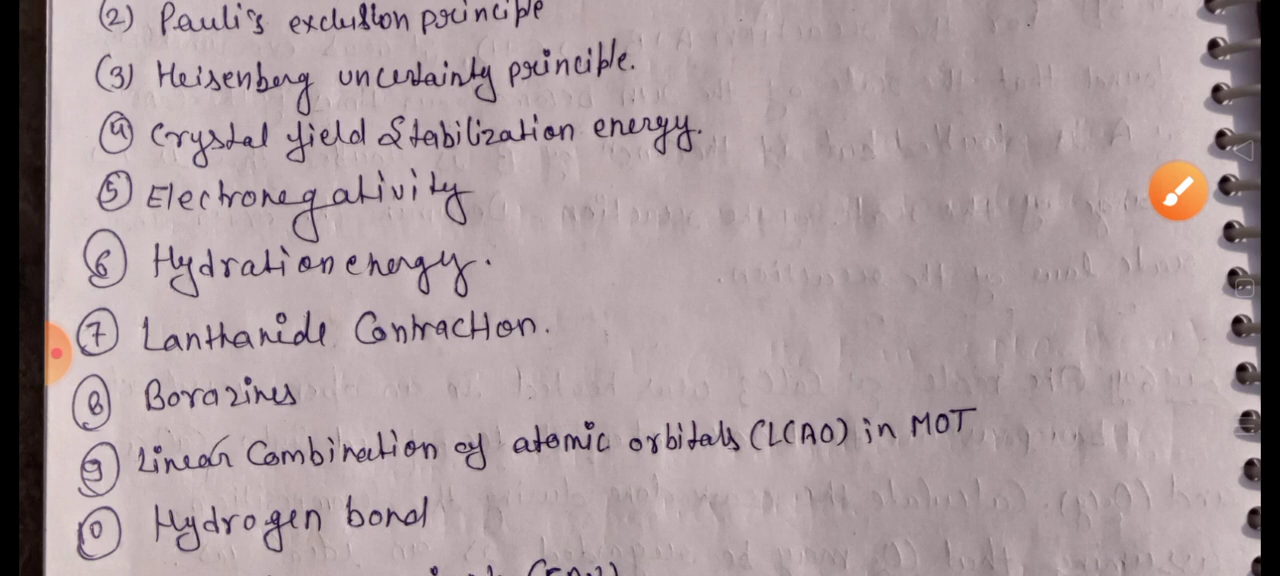 (2) Pauli's exclusion principle
(3) Heisenberg uncertainty principle.
(4) Crystal field Stabilization energy.
(5) Electronegativity
(6) Hydration energy.
(7) Lanthanide Contraction.
(8) Borazines
(9) Linear Combination of atomic orbitals (LCAO) in MOT
(10) Hydrogen bond